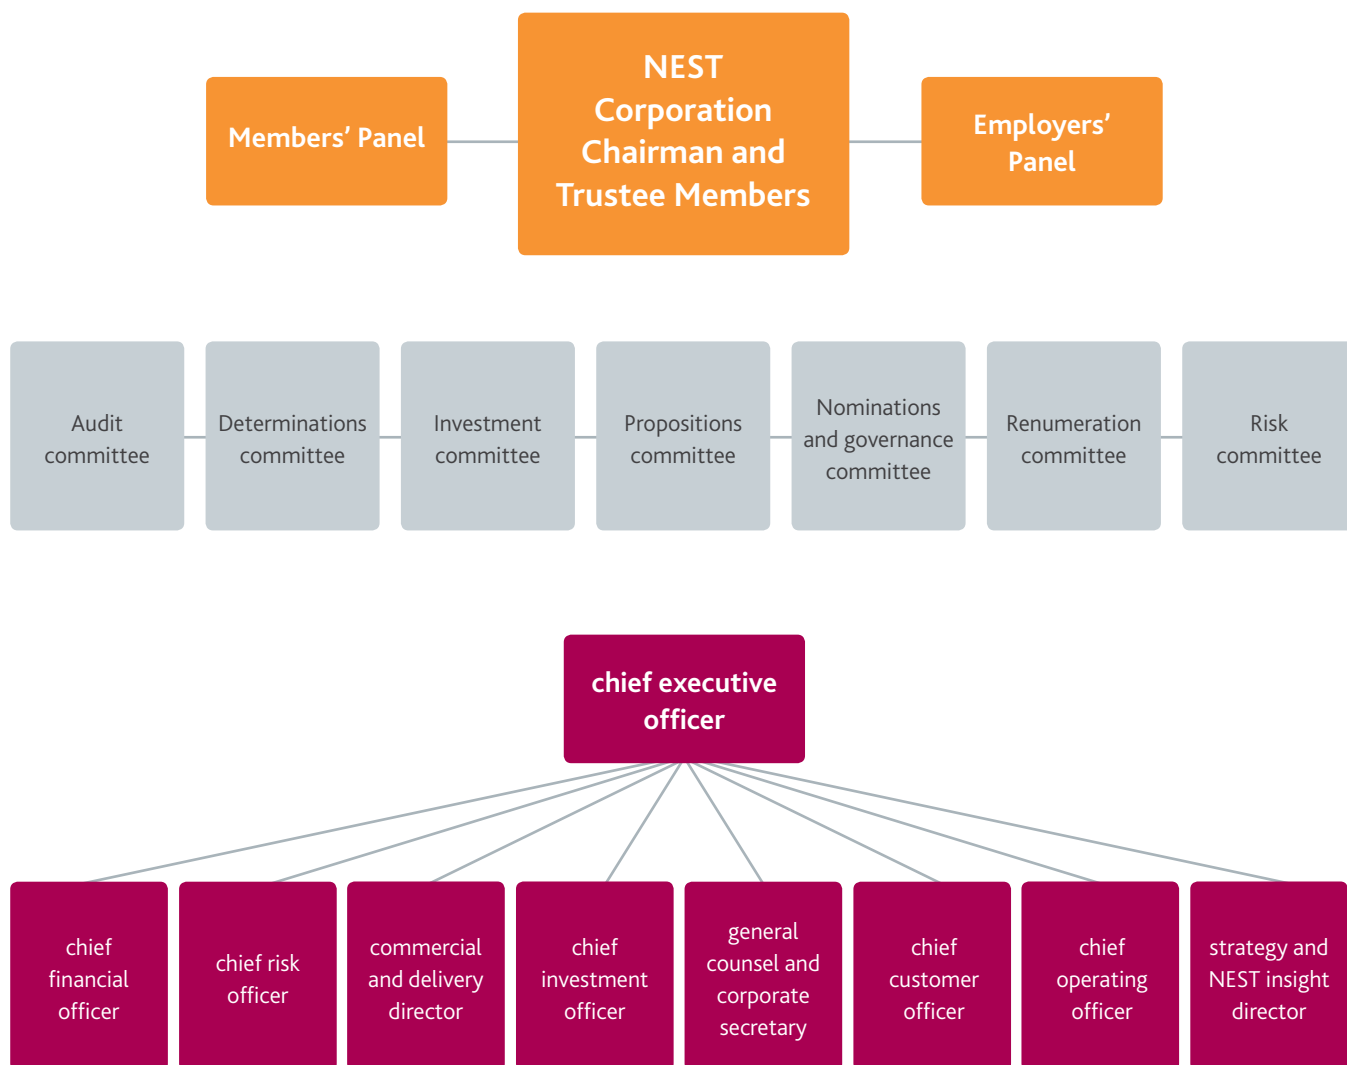 NEST
Corporation
Chairman and
Trustee Members
Members’ Panel
Employers’
Panel
Audit
committee
Determinations
committee
Investment
committee
Propositions
committee
Nominations
and governance
committee
Renumeration
committee
Risk
committee
chief executive
officer
chief
financial
officer
chief risk
officer
commercial
and delivery
director
chief
investment
officer
general
counsel and
corporate
secretary
chief
customer
officer
chief
operating
officer
strategy and
NEST insight
director